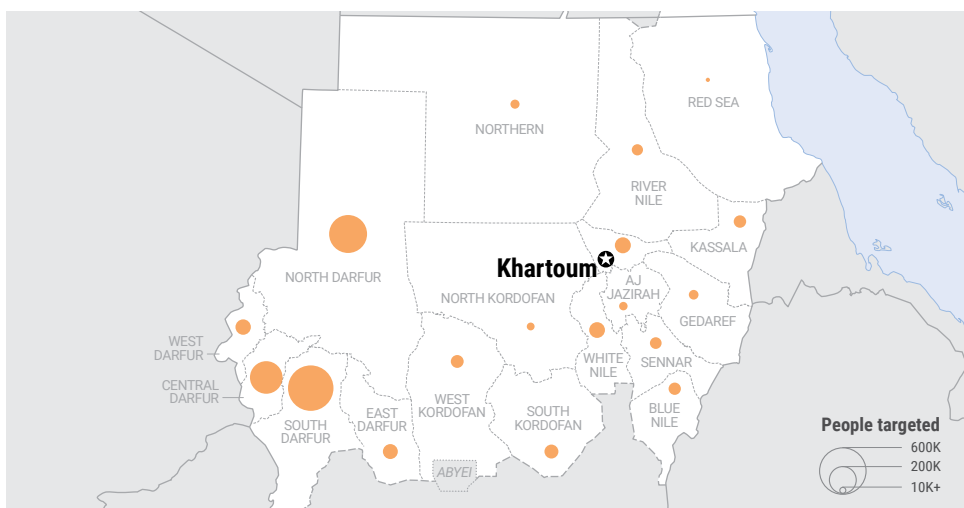 RED SEA
NORTHERN
RIVER
NILE
KASSALA
Khartoum
NORTH DARFUR
AJ
JAZIRAH
NORTH KORDOFAN
GEDAREF
WEST
DARFUR
WHITE
NILE
SENNAR
CENTRAL
DARFUR
WEST
KORDOFAN
EAST
DARFUR
SOUTH
KORDOFAN
BLUE
NILE
SOUTH
DARFUR
ABYEI
People targeted
600K
200K
10K+